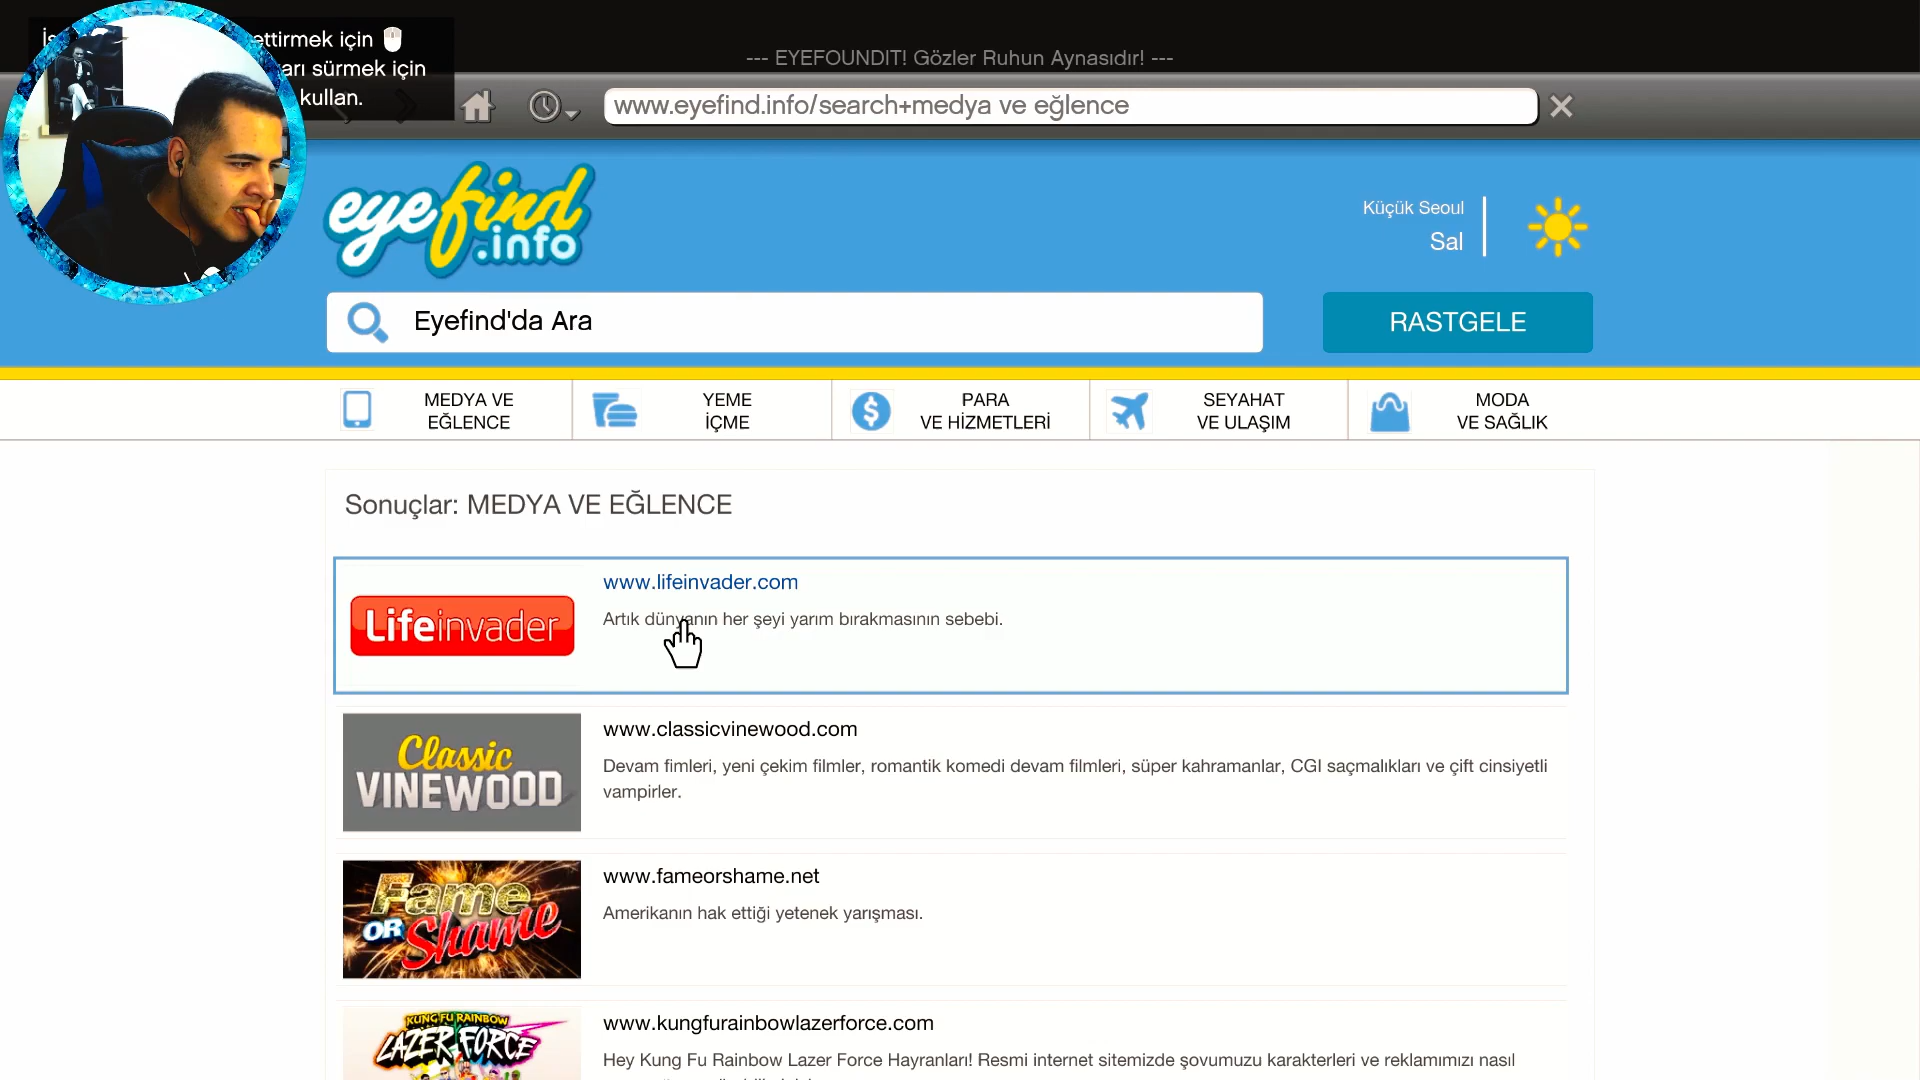 ettirmek için
arı sürmek için
kullan.
--- EYEFOUNDIT! Gözler Ruhun Aynasıdır! ---
www.eyefind.info/search+medya ve eğlence
eyefind
.info
Küçük Seoul
Sal
Eyefind'da Ara
RASTGELE
MEDYA VE
EĞLENCE
YEME
İÇME
PARA
VE HİZMETLERİ
SEYAHAT
VE ULAŞIM
MODA
VE SAĞLIK
Sonuçlar: MEDYA VE EĞLENCE
Lifeinvader
www.lifeinvader.com
Artık dünyanın her şeyi yarım bırakmasının sebebi.
Classic
VINEWOOD
www.classicvinewood.com
Devam fimleri, yeni çekim filmler, romantik komedi devam filmleri, süper kahramanlar, CGI saçmalıkları ve çift cinsiyetli
vampirler.
Fame
OR Shame
www.fameorshame.net
Amerikanın hak ettiği yetenek yarışması.
KUNG FU RAINBOW
LAZER FORCE
www.kungfurainbowlazerforce.com
Hey Kung Fu Rainbow Lazer Force Hayranları! Resmi internet sitemizde şovumuzu karakterleri ve reklamımızı nasıl